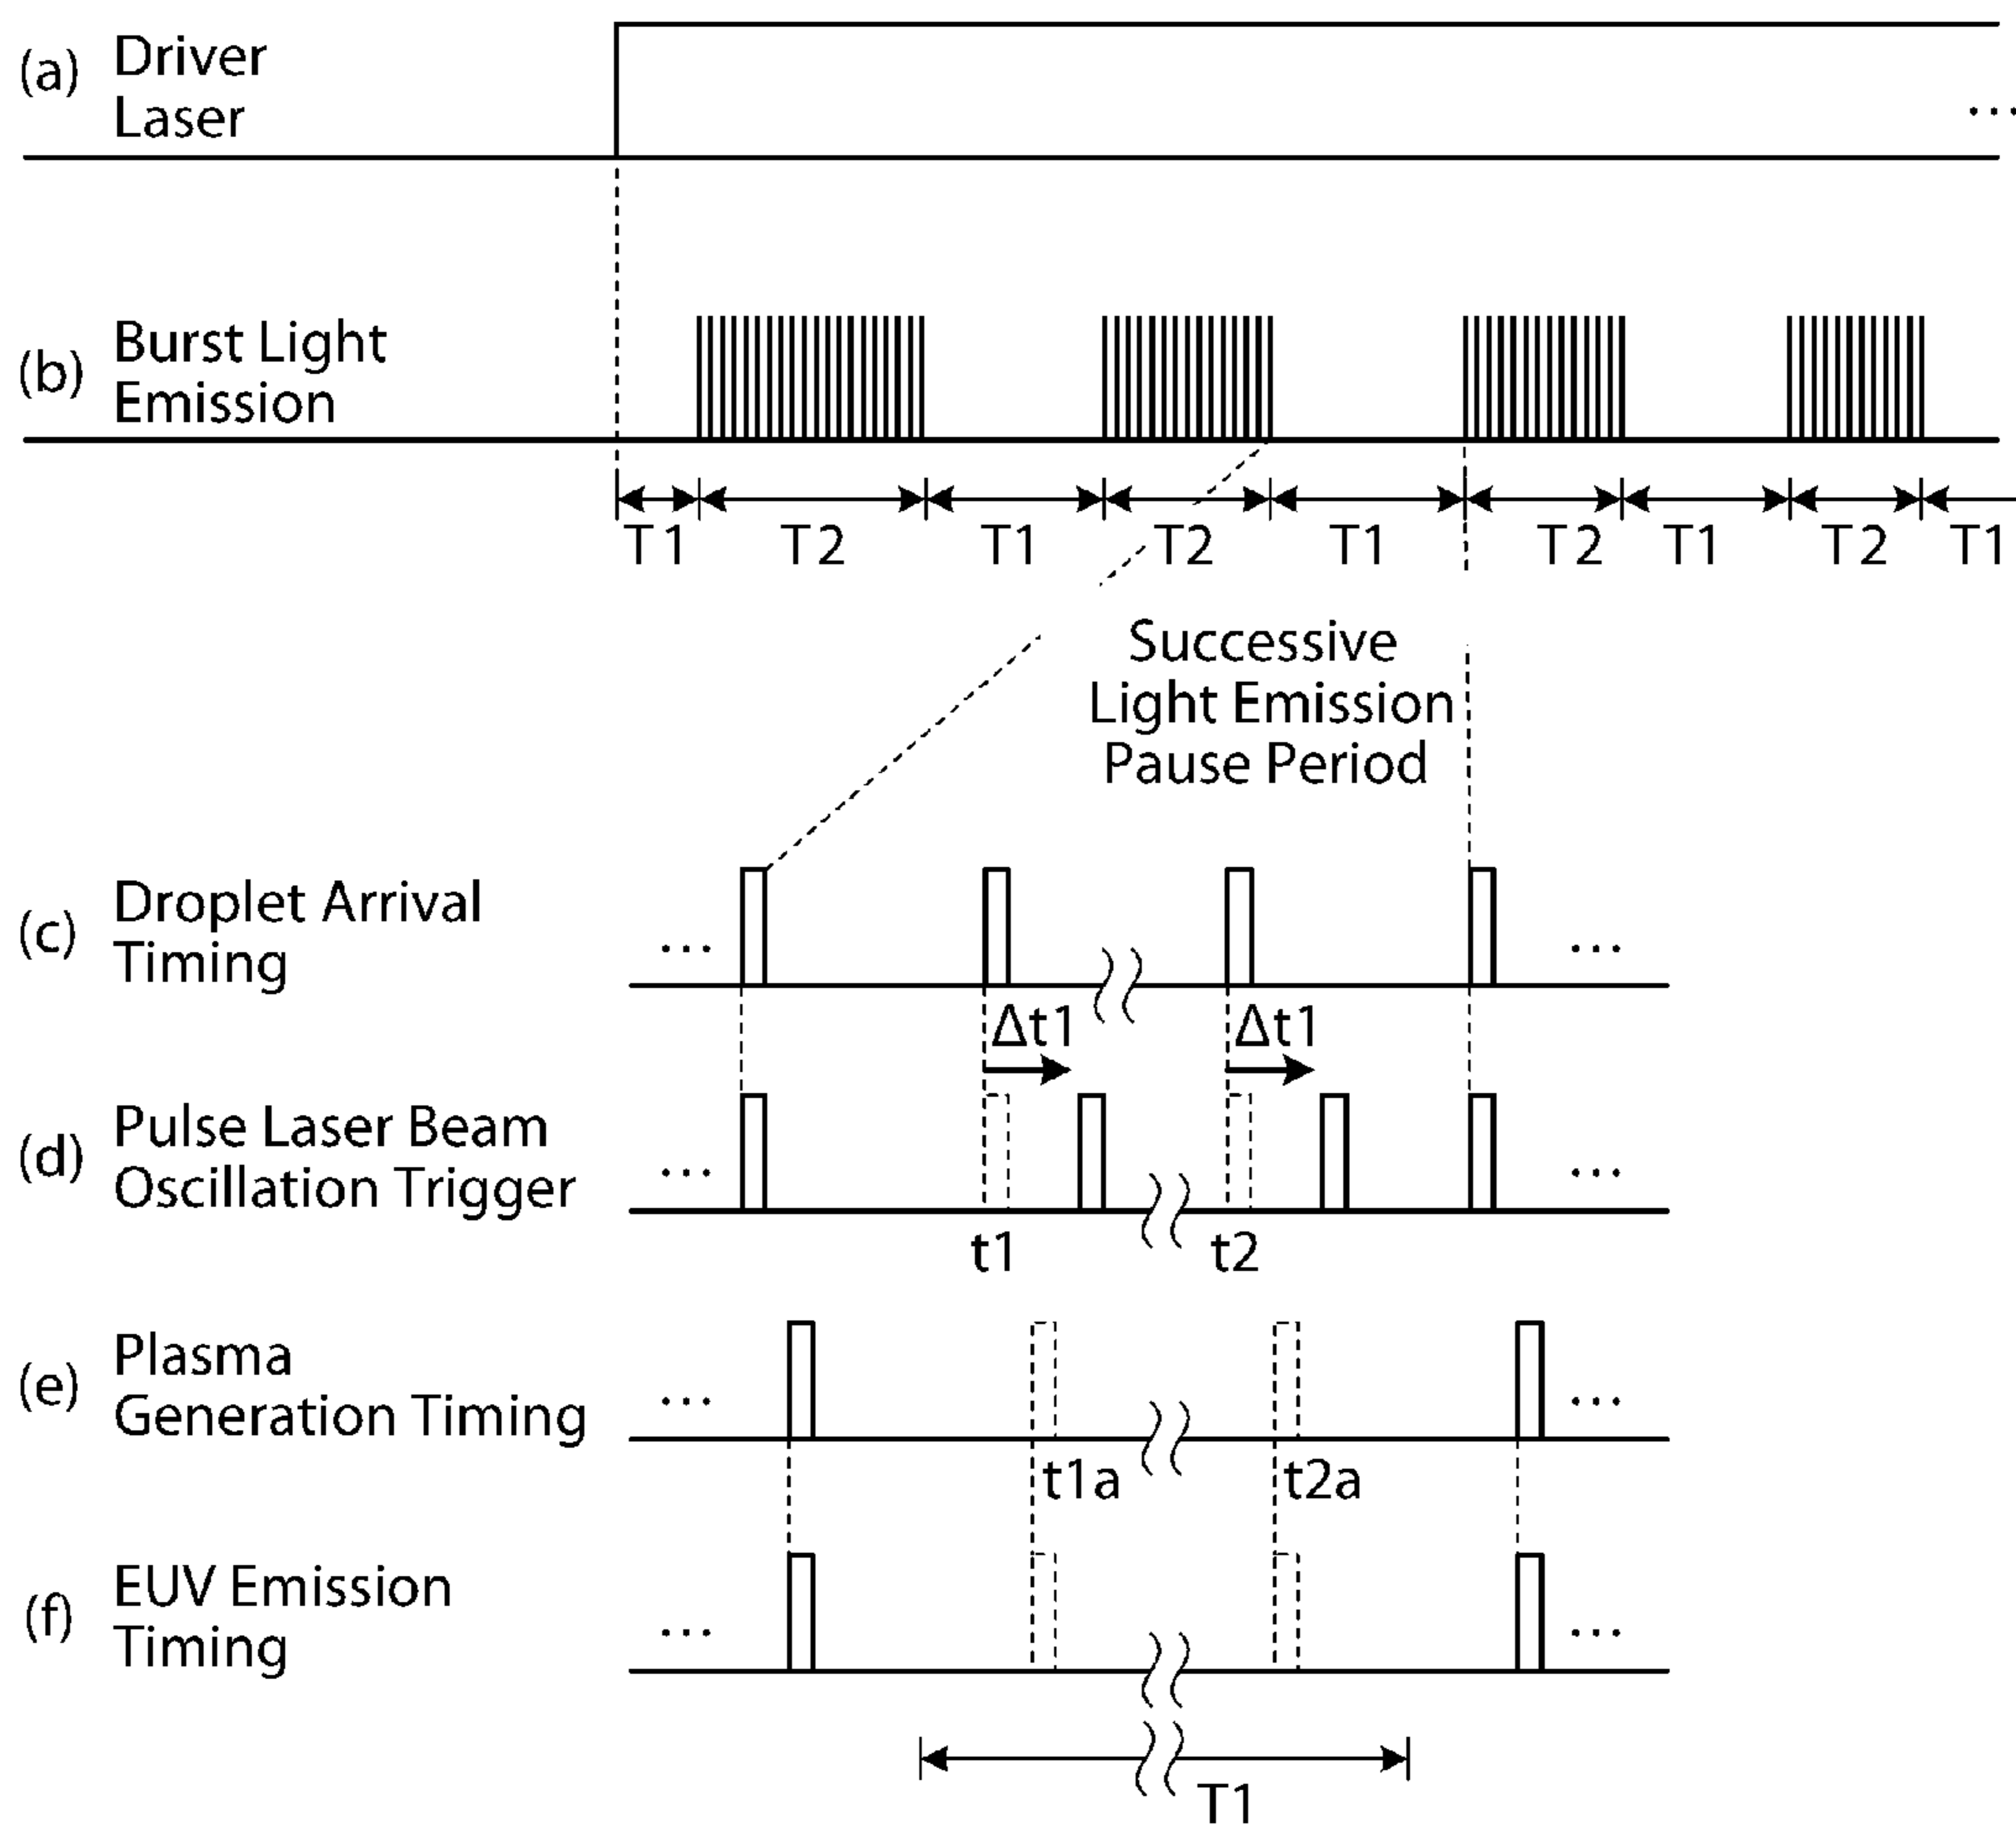 (a) Driver
Laser
...
(b) Burst Light
Emission
T1 T2 T1 T2 T1 T2 T1 T2 T1
Successive
Light Emission
Pause Period
(c) Droplet Arrival
Timing
... ...
Δt1 Δt1
(d) Pulse Laser Beam
Oscillation Trigger
... ...
t1 t2
(e) Plasma
Generation Timing
... ...
t1a t2a
(f) EUV Emission
Timing
... ...
T1